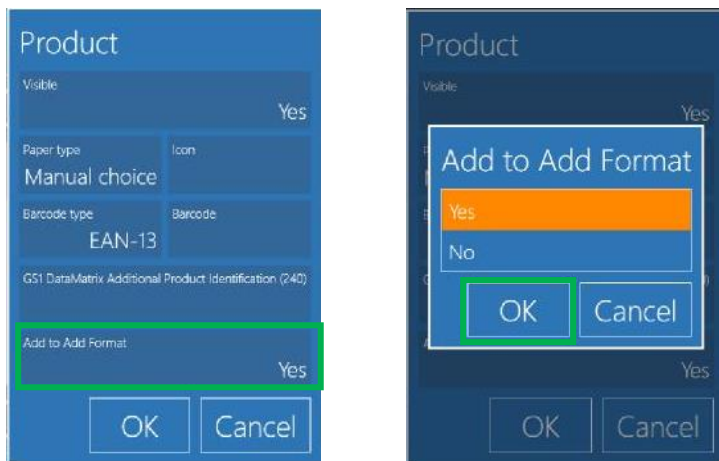 Product
Visible
Yes
Paper type
Icon
Manual choice
Barcode type
Barcode
EAN-13
GS1 DataMatrix Additional Product Identification (240)
Add to Add Format
Yes
OK
Cancel
Product
Visible
Yes
Add to Add Format
Yes
No
OK
Cancel
Yes
OK
Cancel